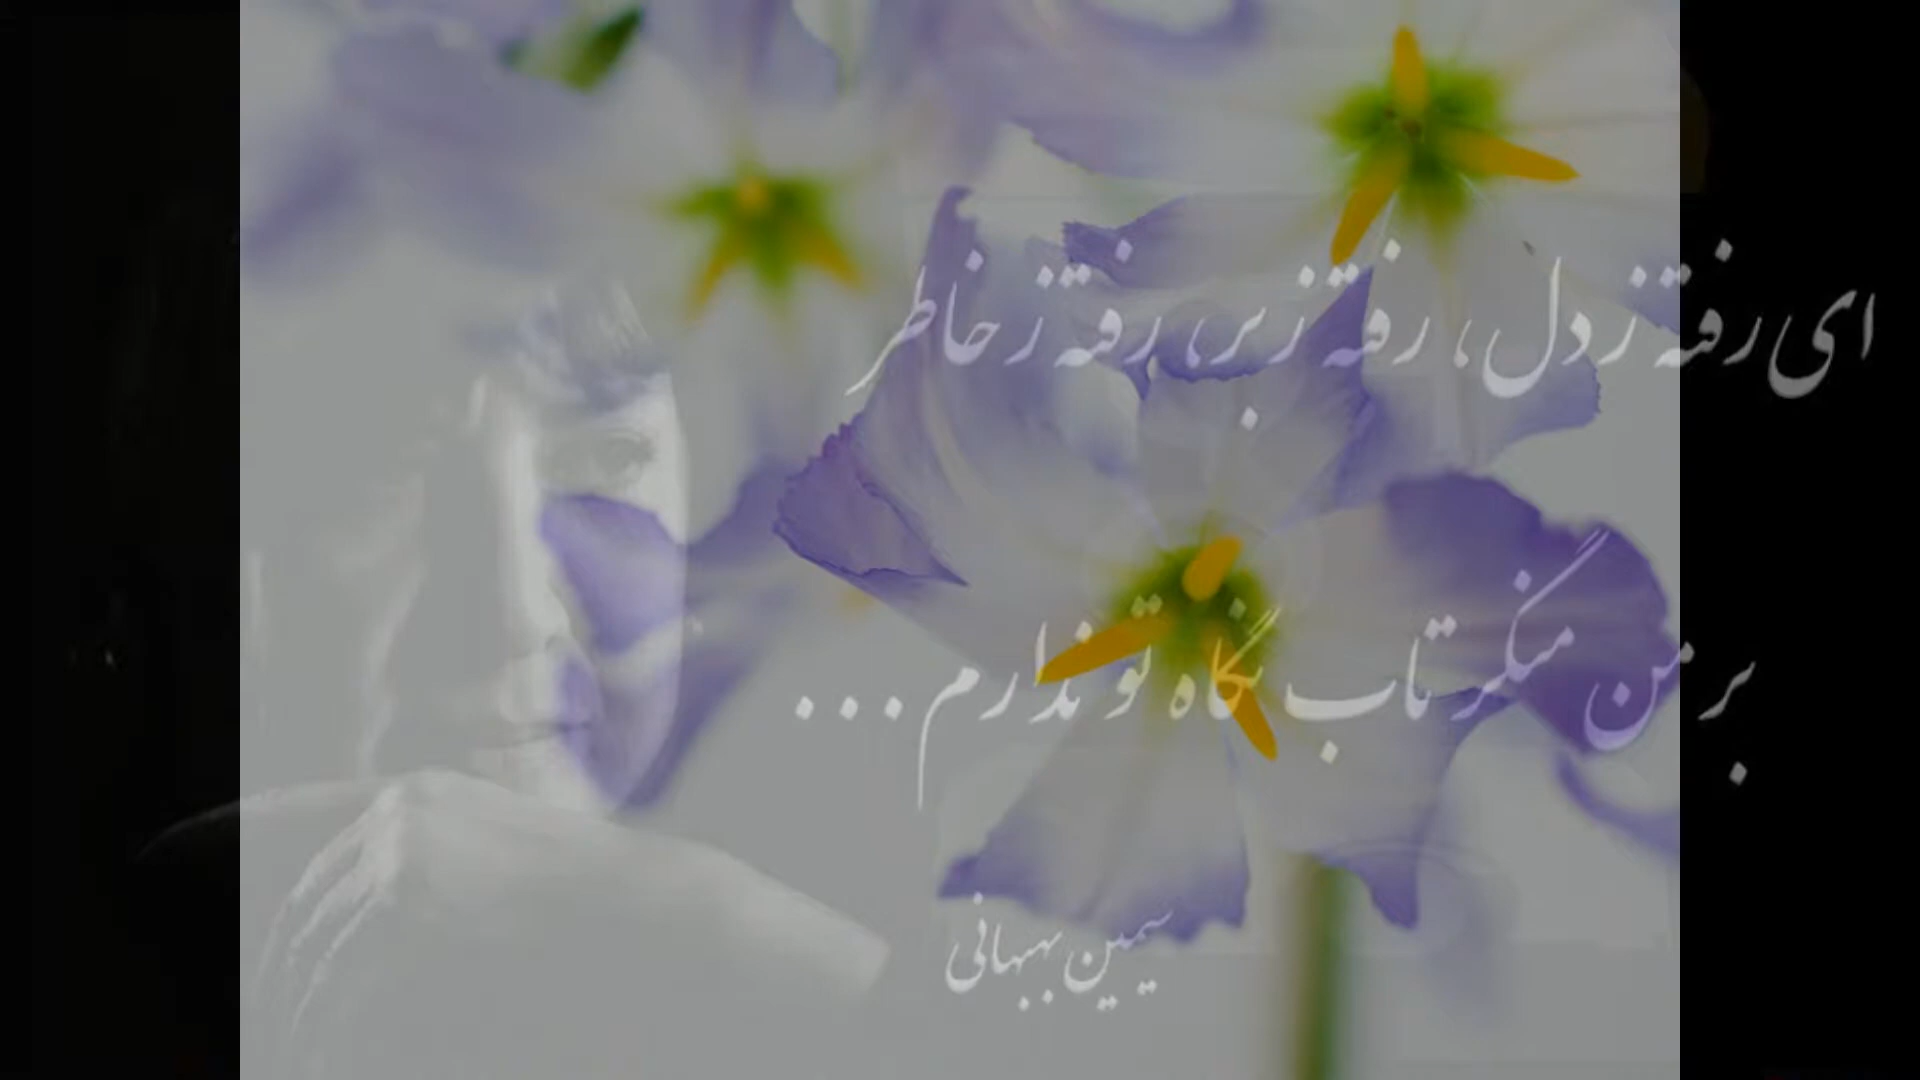 ای رفته ز دل، رفته ز بر، رفته ز خاطر
بر من منگر تاب نگاه تو ندارم ...
سیمین بهبهانی